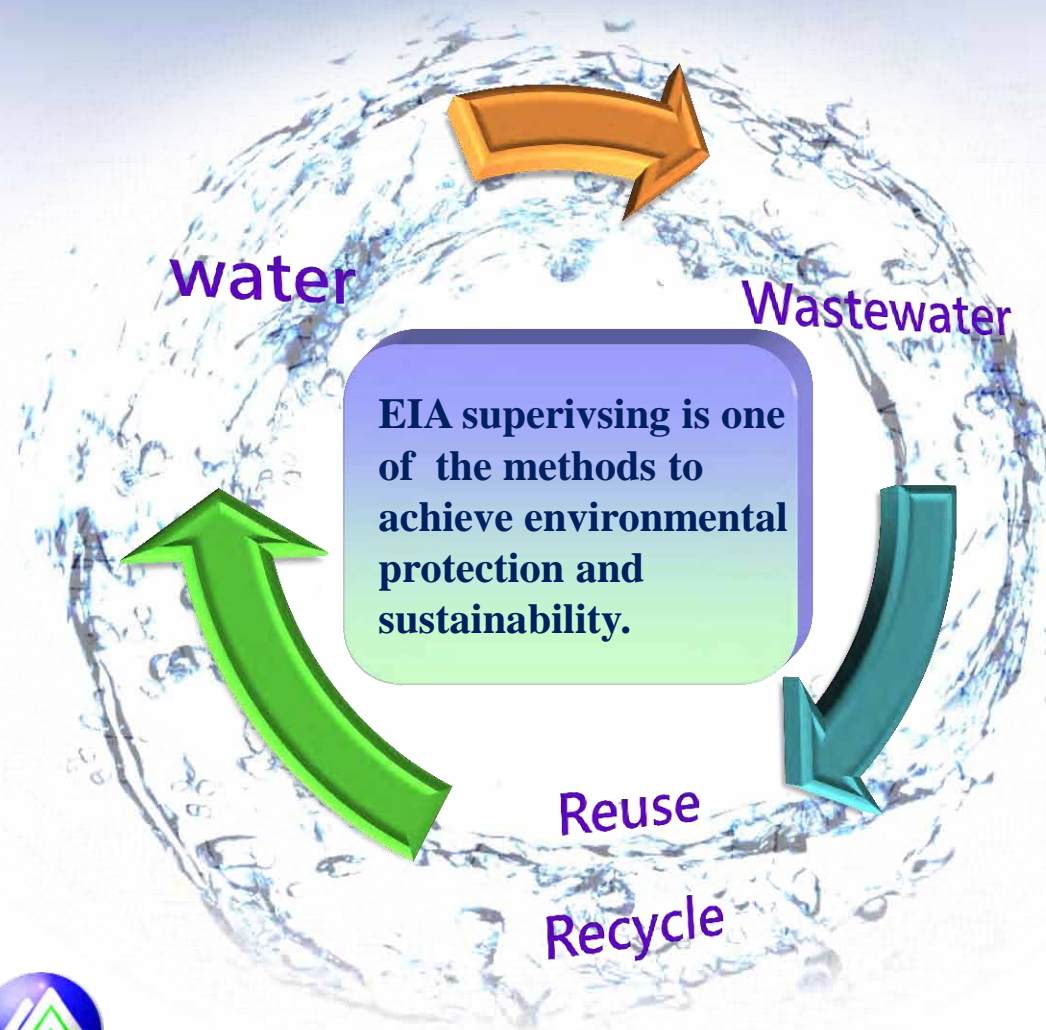 water
Wastewater
EIA superivsing is one
of the methods to
achieve environmental
protection and
sustainability.
Reuse
Recycle